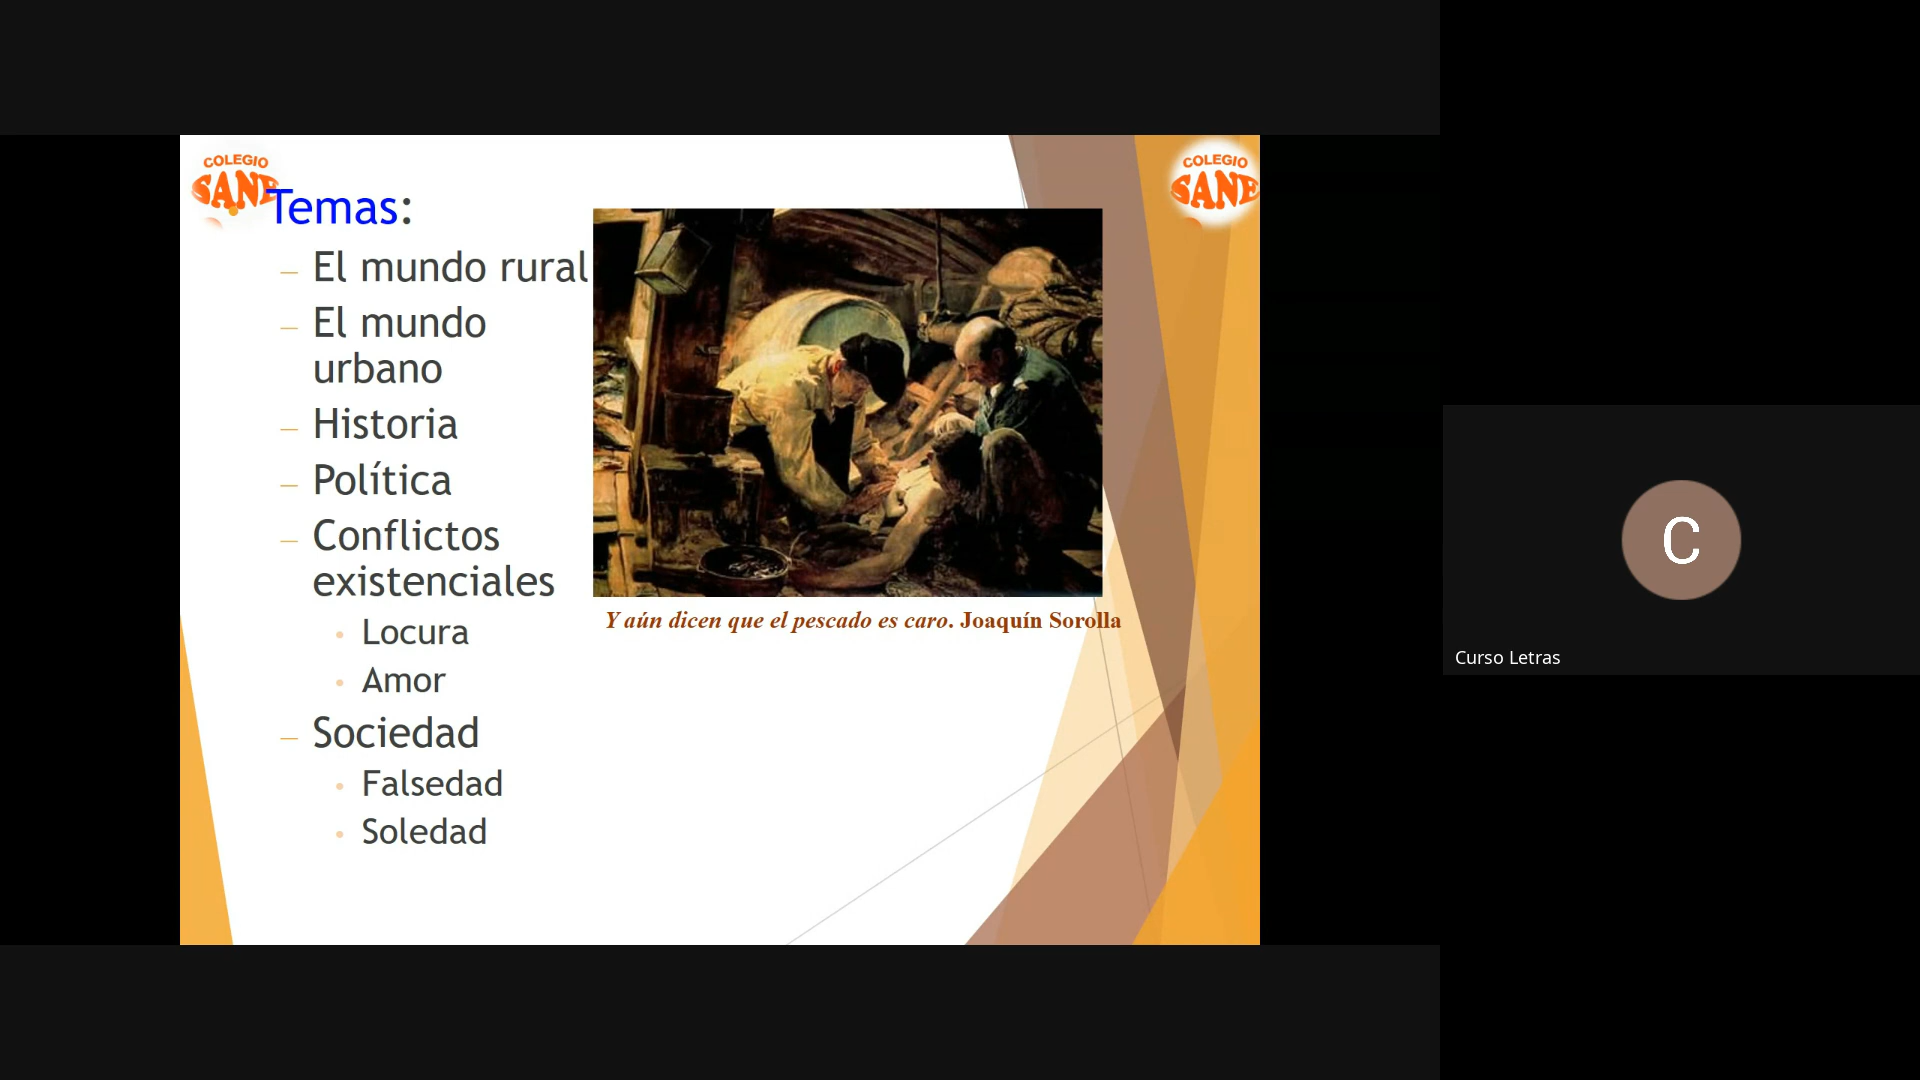 COLEGIO
SANE
COLEGIO
SANE
Temas:
– El mundo rural
– El mundo
urbano
– Historia
– Política
– Conflictos
existenciales
• Locura
• Amor
– Sociedad
• Falsedad
• Soledad
Y aún dicen que el pescado es caro. Joaquín Sorolla
C
Curso Letras